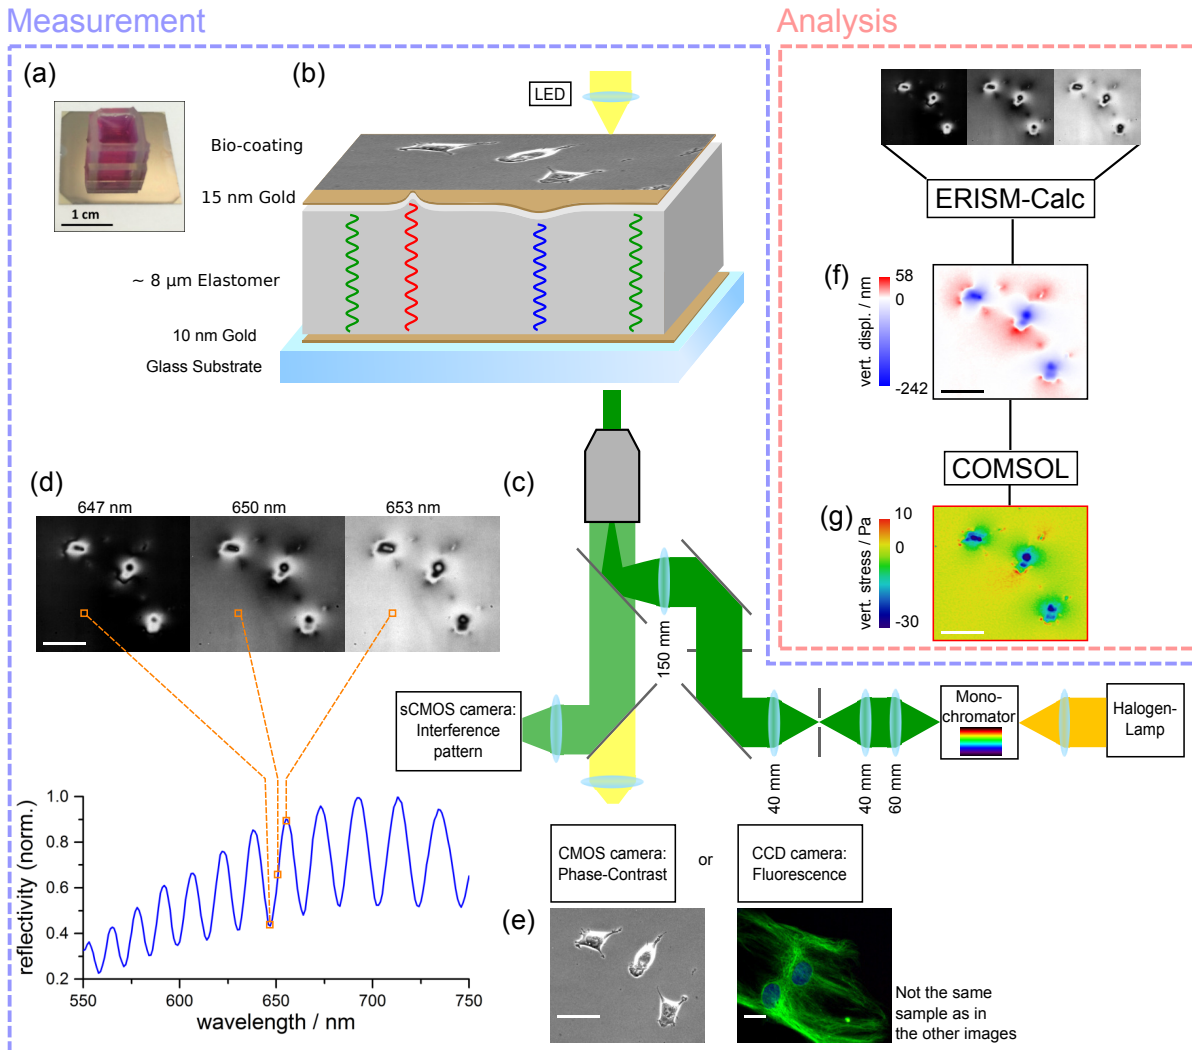 Measurement
Analysis
(a)
1 cm
(b)
LED
Bio-coating
15 nm Gold
~ 8 µm Elastomer
10 nm Gold
Glass Substrate
ERISM-Calc
(f)
vert. displ. / nm
58
0
-242
COMSOL
(g)
vert. stress / Pa
10
0
-30
(d)
647 nm
650 nm
653 nm
(c)
150 mm
sCMOS camera:
Interference
pattern
40 mm
40 mm
60 mm
Mono-
chromator
Halogen-
Lamp
CMOS camera:
Phase-Contrast
or
CCD camera:
Fluorescence
reflectivity (norm.)
1.0
0.8
0.6
0.4
0.2
550
600
650
700
750
wavelength / nm
(e)
Not the same
sample as in
the other images